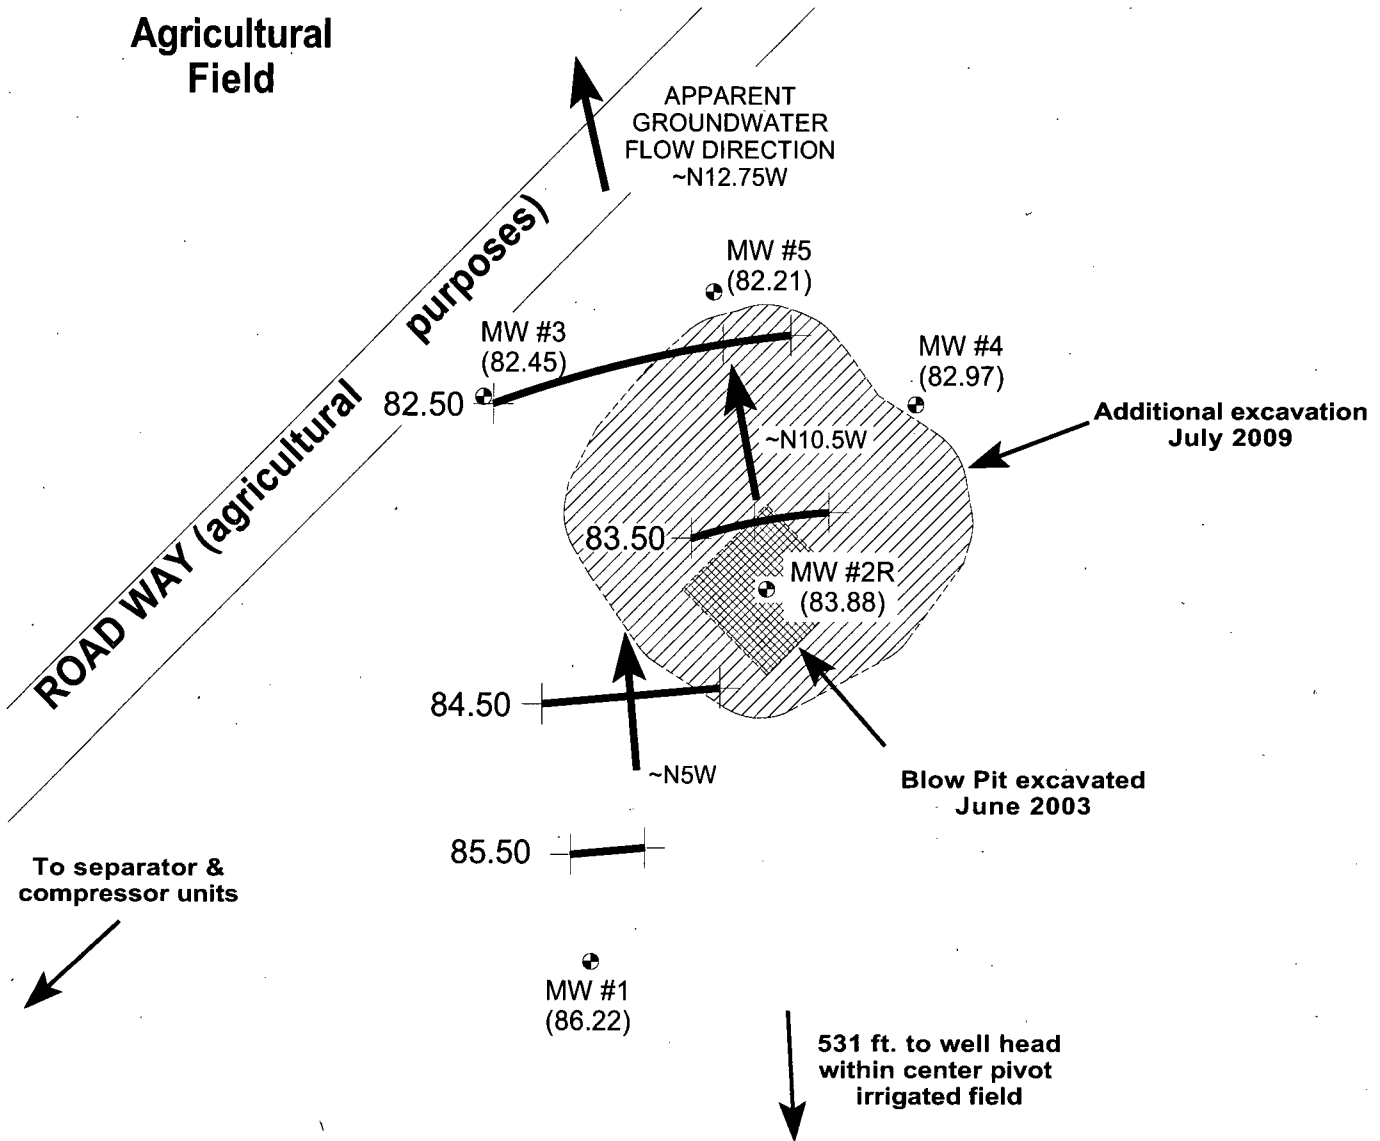 Agricultural
Field
APPARENT
GROUNDWATER
FLOW DIRECTION
~N12.75W
ROAD WAY (agricultural purposes)
MW #5
(82.21)
MW #3
(82.45)
MW #4
(82.97)
82.50
Additional excavation
July 2009
~N10.5W
83.50
MW #2R
(83.88)
84.50
~N5W
Blow Pit excavated
June 2003
85.50
To separator &
compressor units
MW #1
(86.22)
531 ft. to well head
within center pivot
irrigated field